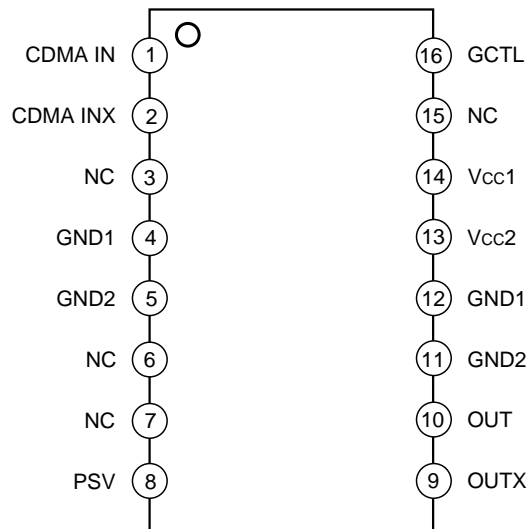 CDMA IN 1 16 GCTL
CDMA INX 2 15 NC
NC 3 14 Vcc1
GND1 4 13 Vcc2
GND2 5 12 GND1
NC 6 11 GND2
NC 7 10 OUT
PSV 8 9 OUTX